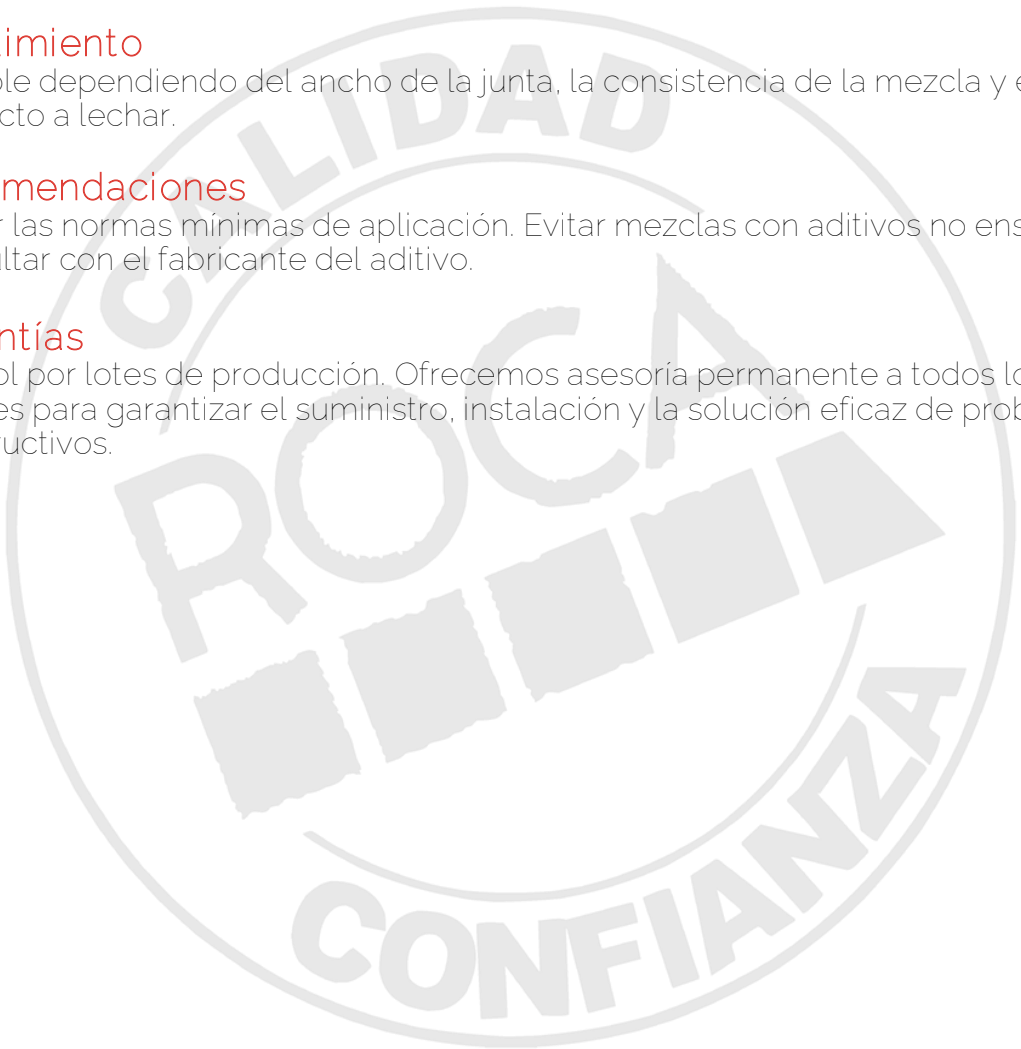 imiento
ble dependiendo del ancho de la junta, la consistencia de la mezcla y e
cto a lechar.
mendaciones
r las normas mínimas de aplicación. Evitar mezclas con aditivos no ens
ultar con el fabricante del aditivo.
ntías
ol por lotes de producción. Ofrecemos asesoría permanente a todos lo
es para garantizar el suministro, instalación y la solución eficaz de prob
ructivos.
CALIDAD
ROCA
CONFIANZA